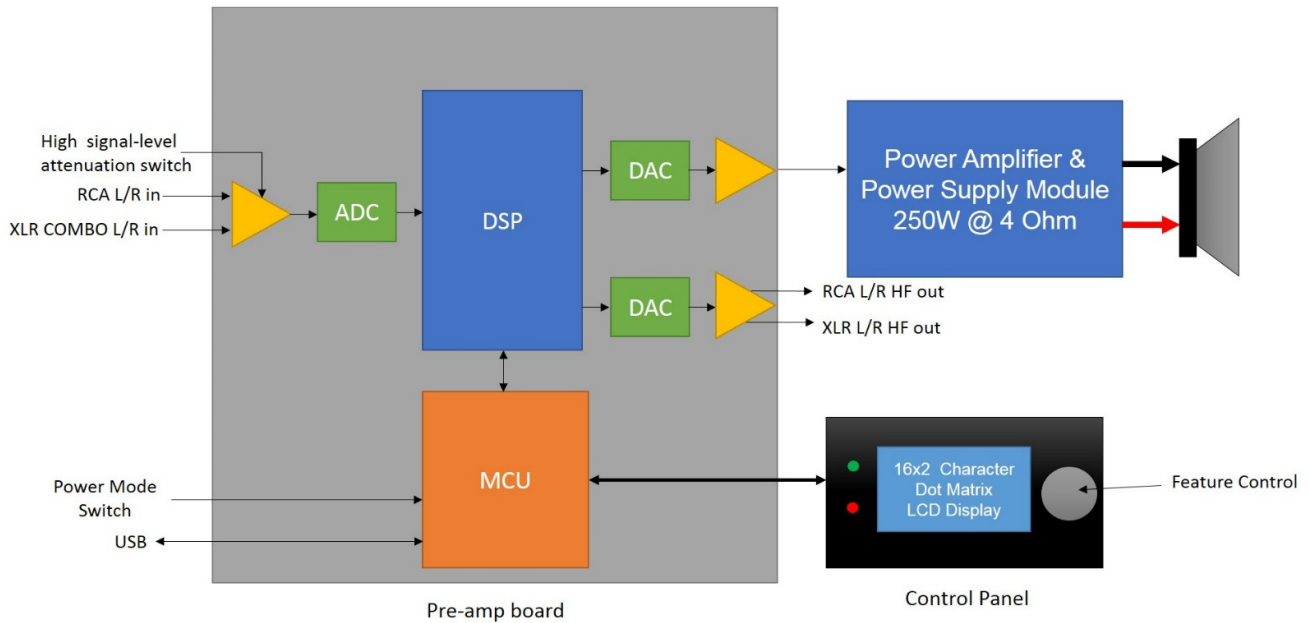 High signal-level
attenuation switch
RCA L/R in
XLR COMBO L/R in
ADC
DSP
DAC
DAC
Power Amplifier &
Power Supply Module
250W @ 4 Ohm
RCA L/R HF out
XLR L/R HF out
MCU
Power Mode
Switch
USB
16x2 Character
Dot Matrix
LCD Display
Feature Control
Pre-amp board
Control Panel